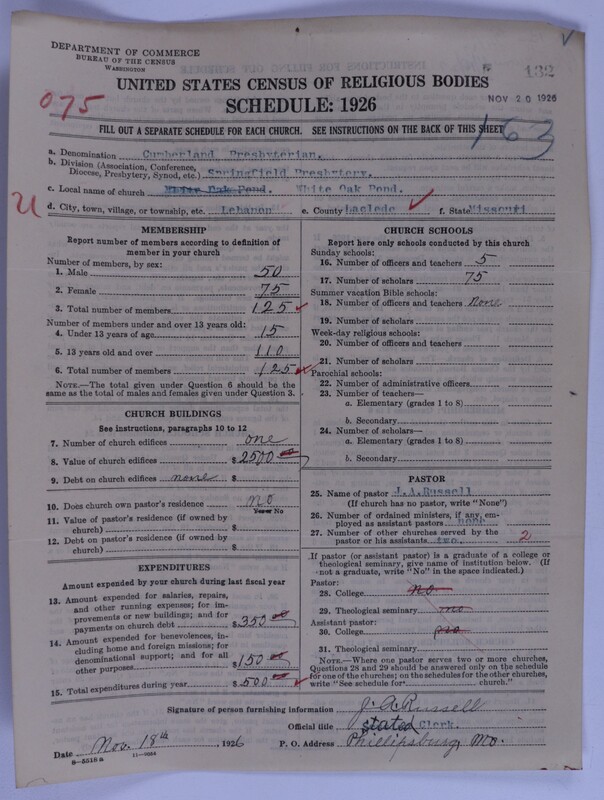 DEPARTMENT OF COMMERCE
BUREAU OF THE CENSUS
WASHINGTON
132
UNITED STATES CENSUS OF RELIGIOUS BODIES
SCHEDULE: 1926
NOV 20 1926
075
FILL OUT A SEPARATE SCHEDULE FOR EACH CHURCH. SEE INSTRUCTIONS ON THE BACK OF THIS SHEET
163
a. Denomination Cumberland Presbyterian.
b. Division (Association, Conference,
Diocese, Presbytery, Synod, etc.) Springfield Presbytery.
c. Local name of church White Oak Pond. White Oak Pond.
d. City, town, village, or township, etc. Lebanon e. County Laclede f. State Missouri
MEMBERSHIP
Report number of members according to definition of
member in your church
Number of members, by sex:
1. Male 50
2. Female 75
3. Total number of members 125
Number of members under and over 13 years old:
4. Under 13 years of age 15
5. 13 years old and over 110
6. Total number of members 125
NOTE.—The total given under Question 6 should be the
same as the total of males and females given under Question 3.
CHURCH BUILDINGS
See instructions, paragraphs 10 to 12
7. Number of church edifices one
8. Value of church edifices $ 2500 00
9. Debt on church edifices none $
10. Does church own pastor's residence no
Yes or No
11. Value of pastor's residence (if owned by
church) $
12. Debt on pastor's residence (if owned by
church) $
EXPENDITURES
Amount expended by your church during last fiscal year
13. Amount expended for salaries, repairs,
and other running expenses; for im-
provements or new buildings; and for
payments on church debt $ 350 00
14. Amount expended for benevolences, in-
cluding home and foreign missions; for
denominational support; and for all
other purposes $ 150 00
15. Total expenditures during year $ 500 00
CHURCH SCHOOLS
Report here only schools conducted by this church
Sunday schools:
16. Number of officers and teachers 5
17. Number of scholars 75
Summer vacation Bible schools:
18. Number of officers and teachers none
19. Number of scholars
Week-day religious schools:
20. Number of officers and teachers
21. Number of scholars
Parochial schools:
22. Number of administrative officers
23. Number of teachers—
a. Elementary (grades 1 to 8)
b. Secondary
24. Number of scholars—
a. Elementary (grades 1 to 8)
b. Secondary
PASTOR
25. Name of pastor J.A.Russell
(If church has no pastor, write "None")
26. Number of ordained ministers, if any, em-
ployed as assistant pastors none
27. Number of other churches served by the
pastor or his assistants two. 2
If pastor (or assistant pastor) is a graduate of a college or
theological seminary, give name of institution below. (If
not a graduate, write "No" in the space indicated.)
Pastor:
28. College no
29. Theological seminary no
Assistant pastor:
30. College no
31. Theological seminary
NOTE.—Where one pastor serves two or more churches,
Questions 28 and 29 should be answered only on the schedule
for one of the churches; on the schedules for the other churches,
write "See schedule for church."
Signature of person furnishing information J. A. Russell
Official title stated Clerk.
Date Nov. 18th, 1926 P. O. Address Phillipsburg, Mo.
8-5518 a